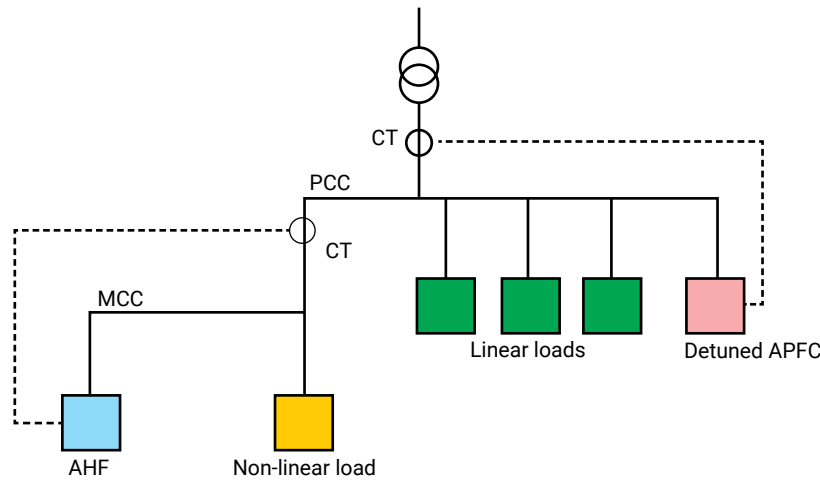 CT
PCC
CT
MCC
Linear loads
Detuned APFC
AHF
Non-linear load